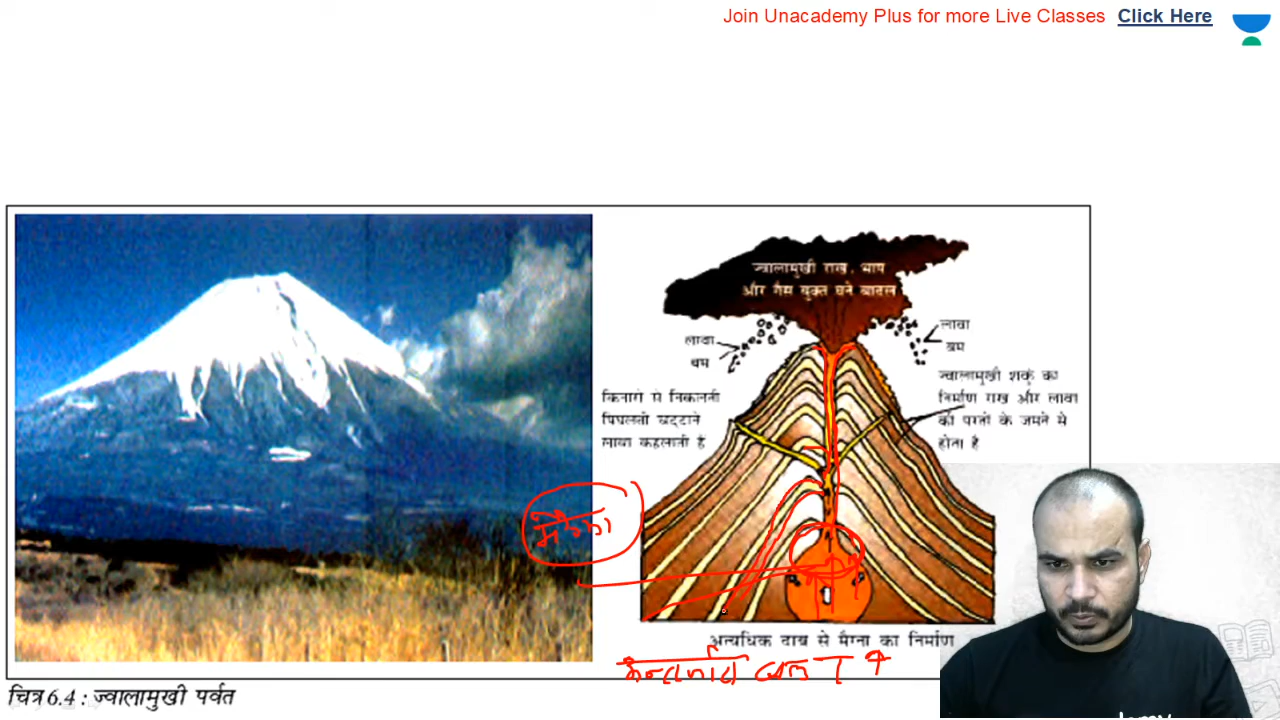 Join Unacademy Plus for more Live Classes Click Here
ज्वालामुखी राख, भाप
और गैस युक्त घने बादल
लावा
बम
लावा
बम
किनारों से निकलती
पिघलती चट्टानें
लावा कहलाती हैं
ज्वालामुखी शंकु का
निर्माण राख और लावा
की परतों के जमने से
होता है
अत्यधिक दाब से मैग्ना का निर्माण
चित्र 6.4 : ज्वालामुखी पर्वत